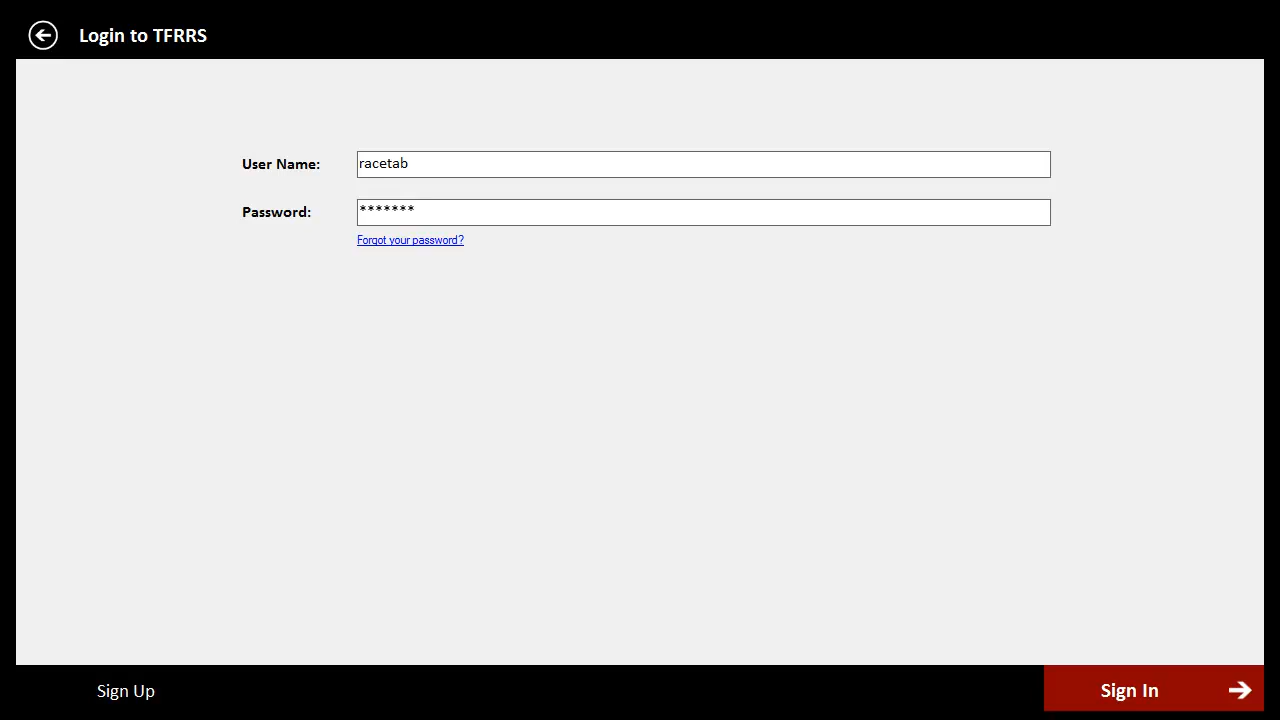 Login to TFRRS
User Name: racetab
Password: *******
Forgot your password?
Sign Up Sign In